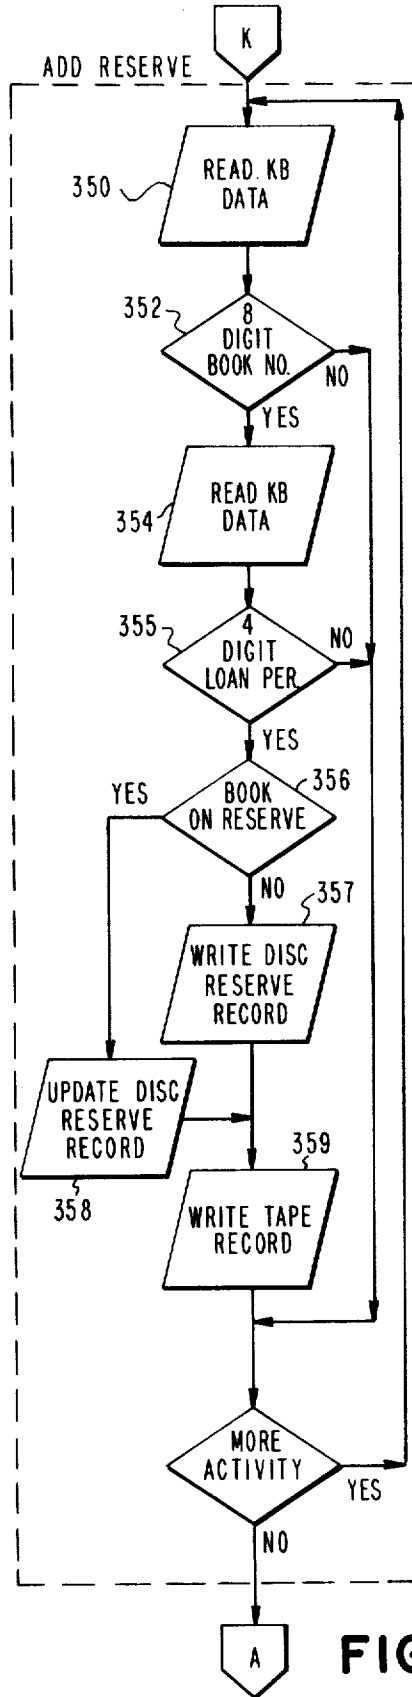 K
ADD RESERVE
350
READ KB
DATA
352
8
DIGIT
BOOK NO.
NO
YES
354
READ KB
DATA
355
4
DIGIT
LOAN PER.
NO
YES
356
BOOK
ON RESERVE
YES
NO
357
WRITE DISC
RESERVE
RECORD
UPDATE DISC
RESERVE
RECORD
358
359
WRITE TAPE
RECORD
MORE
ACTIVITY
YES
NO
A
FIG